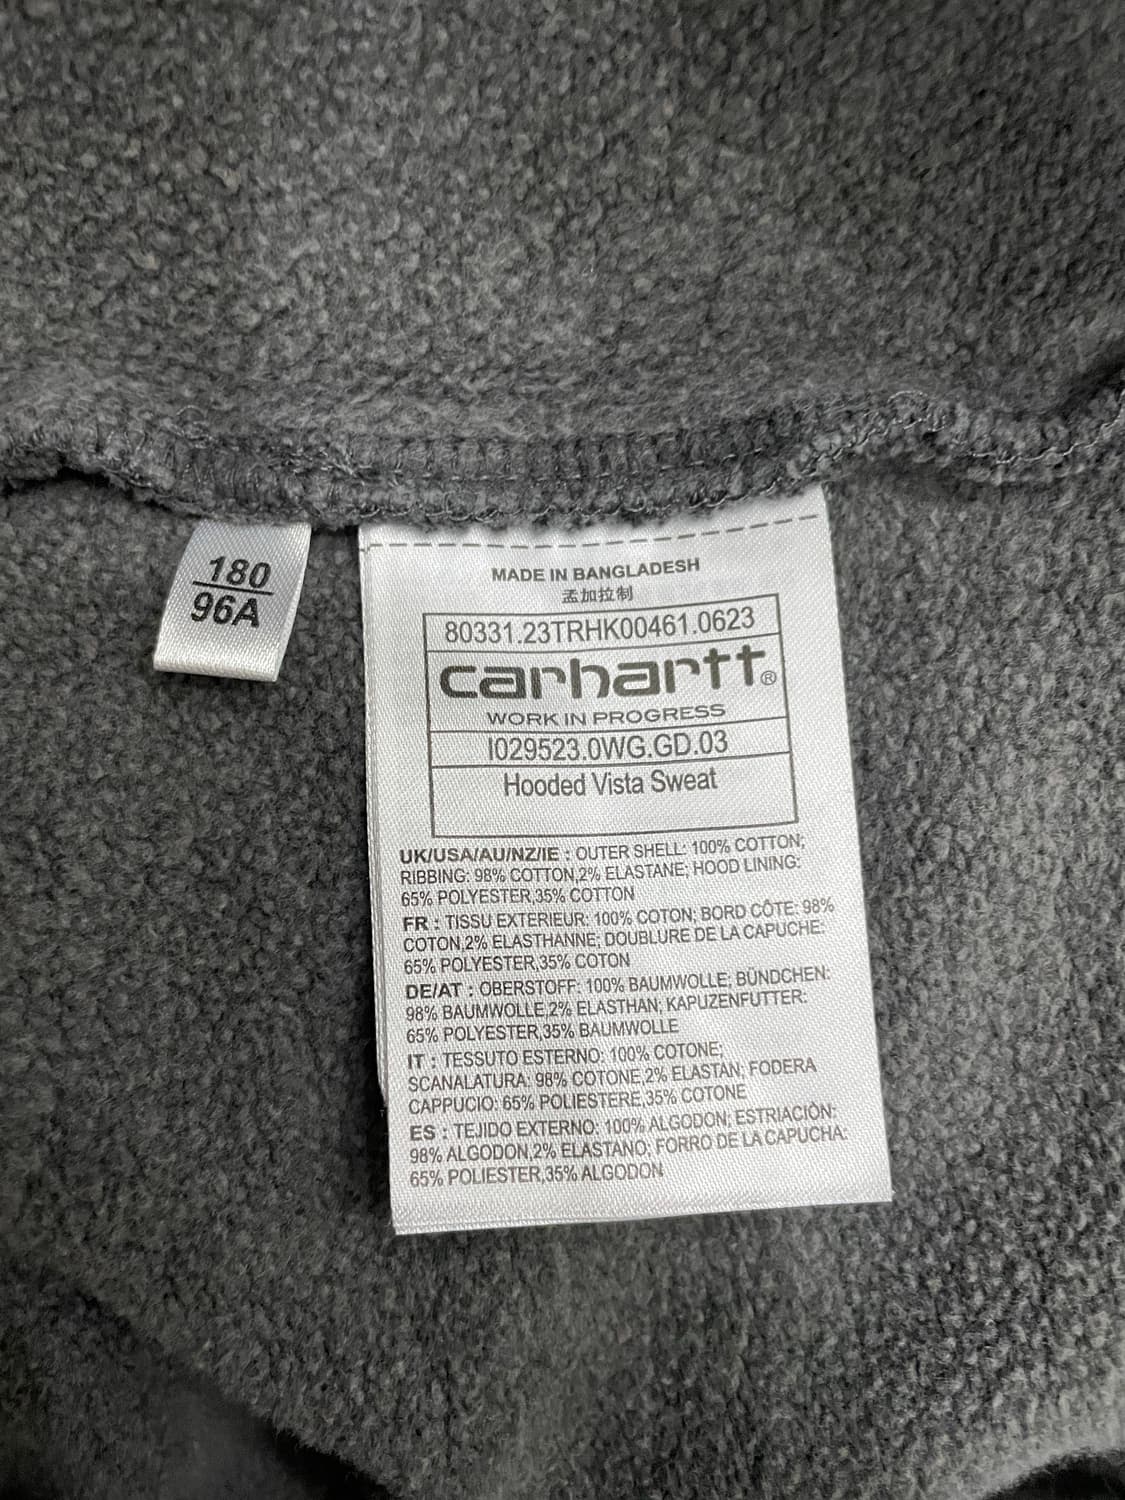 180
96A
MADE IN BANGLADESH
孟加拉制
80331.23TRHK00461.0623
carhartt®
WORK IN PROGRESS
I029523.0WG.GD.03
Hooded Vista Sweat
UK/USA/AU/NZ/IE : OUTER SHELL: 100% COTTON;
RIBBING: 98% COTTON,2% ELASTANE; HOOD LINING:
65% POLYESTER,35% COTTON
FR : TISSU EXTERIEUR: 100% COTON; BORD CÔTE: 98%
COTON,2% ELASTHANNE; DOUBLURE DE LA CAPUCHE:
65% POLYESTER,35% COTON
DE/AT : OBERSTOFF: 100% BAUMWOLLE; BÜNDCHEN:
98% BAUMWOLLE,2% ELASTHAN; KAPUZENFUTTER:
65% POLYESTER,35% BAUMWOLLE
IT : TESSUTO ESTERNO: 100% COTONE;
SCANALATURA: 98% COTONE,2% ELASTAN; FODERA
CAPPUCIO: 65% POLIESTERE,35% COTONE
ES : TEJIDO EXTERNO: 100% ALGODON; ESTRIACIÒN:
98% ALGODON,2% ELASTANO; FORRO DE LA CAPUCHA:
65% POLIESTER,35% ALGODON